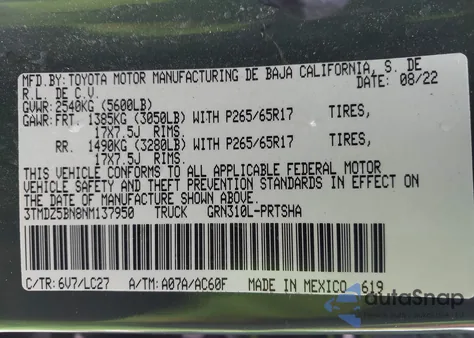 MFD.BY:TOYOTA MOTOR MANUFACTURING DE BAJA CALIFORNIA, S. DE
R.L. DE C.V. DATE: 08/22
GVWR: 2540KG (5600LB)
GAWR: FRT. 1385KG (3050LB) WITH P265/65R17 TIRES,
17X7.5J RIMS.
RR. 1490KG (3280LB) WITH P265/65R17 TIRES,
17X7.5J RIMS.
THIS VEHICLE CONFORMS TO ALL APPLICABLE FEDERAL MOTOR
VEHICLE SAFETY AND THEFT PREVENTION STANDARDS IN EFFECT ON
THE DATE OF MANUFACTURE SHOWN ABOVE.
3TMDZ5BN8NM137950 TRUCK GRN310L-PRTSHA
C/TR: 6V7/LC27 A/TM: A07A/AC60F MADE IN MEXICO 619
autoSnap